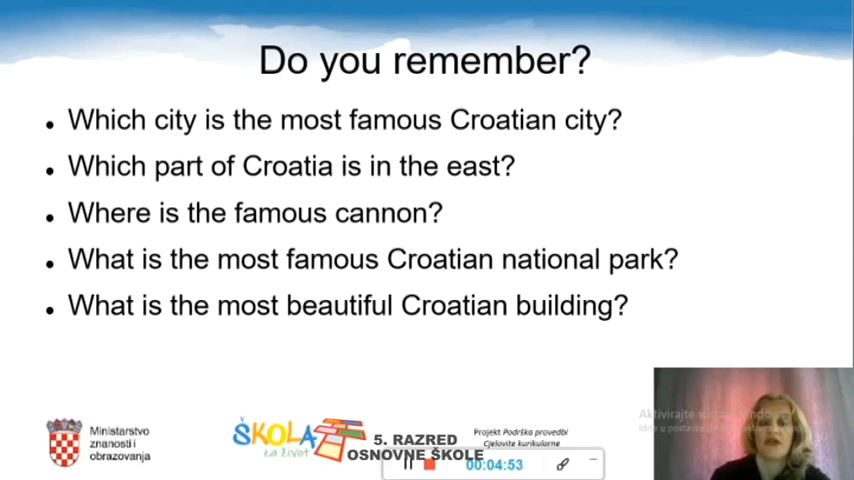 Do you remember?
Which city is the most famous Croatian city?
Which part of Croatia is in the east?
Where is the famous cannon?
What is the most famous Croatian national park?
What is the most beautiful Croatian building?
Ministarstvo
znanosti i
obrazovanja
ŠKOLA
za život
5. RAZRED
OSNOVNE ŠKOLE
Projekt Podrška provedbi
Cjelovite kurikularne
00:04:53
Aktivirajte sustav Windows